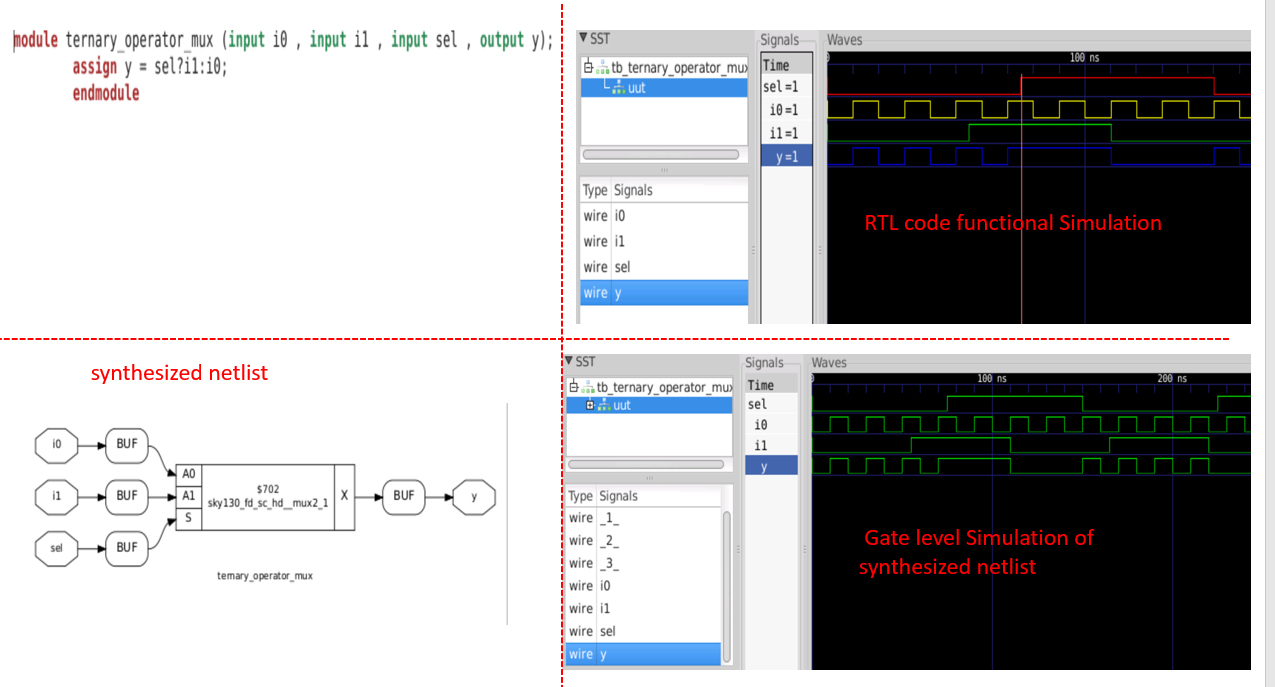 module ternary_operator_mux (input i0 , input i1 , input sel , output y);
assign y = sel?i1:i0;
endmodule
SST
tb_ternary_operator_mux
uut
Type Signals
wire i0
wire i1
wire sel
wire y
Signals
Time
sel=1
i0=1
i1=1
y=1
Waves
0
100 ns
RTL code functional Simulation
synthesized netlist
i0
BUF
i1
BUF
sel
BUF
A0
A1
S
$702
sky130_fd_sc_hd__mux2_1
X
BUF
y
ternary_operator_mux
SST
tb_ternary_operator_mux
uut
Type Signals
wire _1_
wire _2_
wire _3_
wire i0
wire i1
wire sel
wire y
Signals
Time
sel
i0
i1
y
Waves
0
100 ns
200 ns
Gate level Simulation of
synthesized netlist